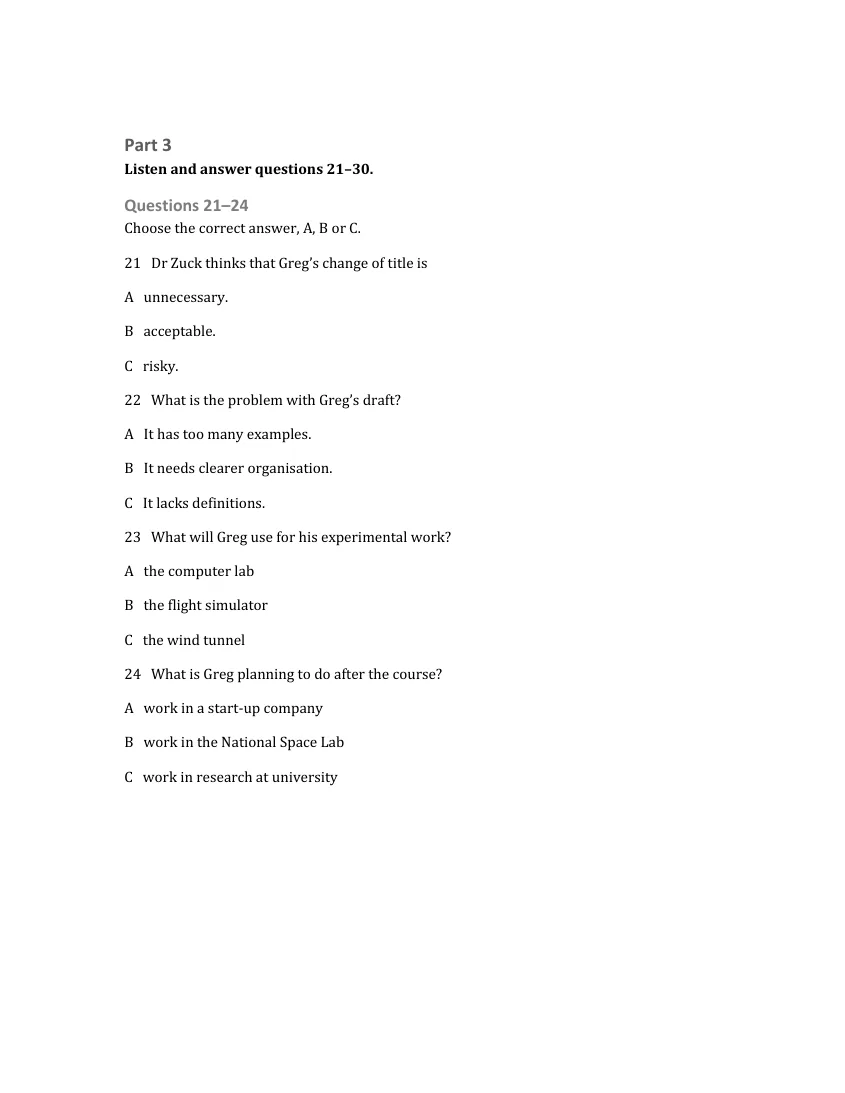 Part 3
Listen and answer questions 21–30.
Questions 21–24
Choose the correct answer, A, B or C.
21 Dr Zuck thinks that Greg’s change of title is
A unnecessary.
B acceptable.
C risky.
22 What is the problem with Greg’s draft?
A It has too many examples.
B It needs clearer organisation.
C It lacks definitions.
23 What will Greg use for his experimental work?
A the computer lab
B the flight simulator
C the wind tunnel
24 What is Greg planning to do after the course?
A work in a start-up company
B work in the National Space Lab
C work in research at university